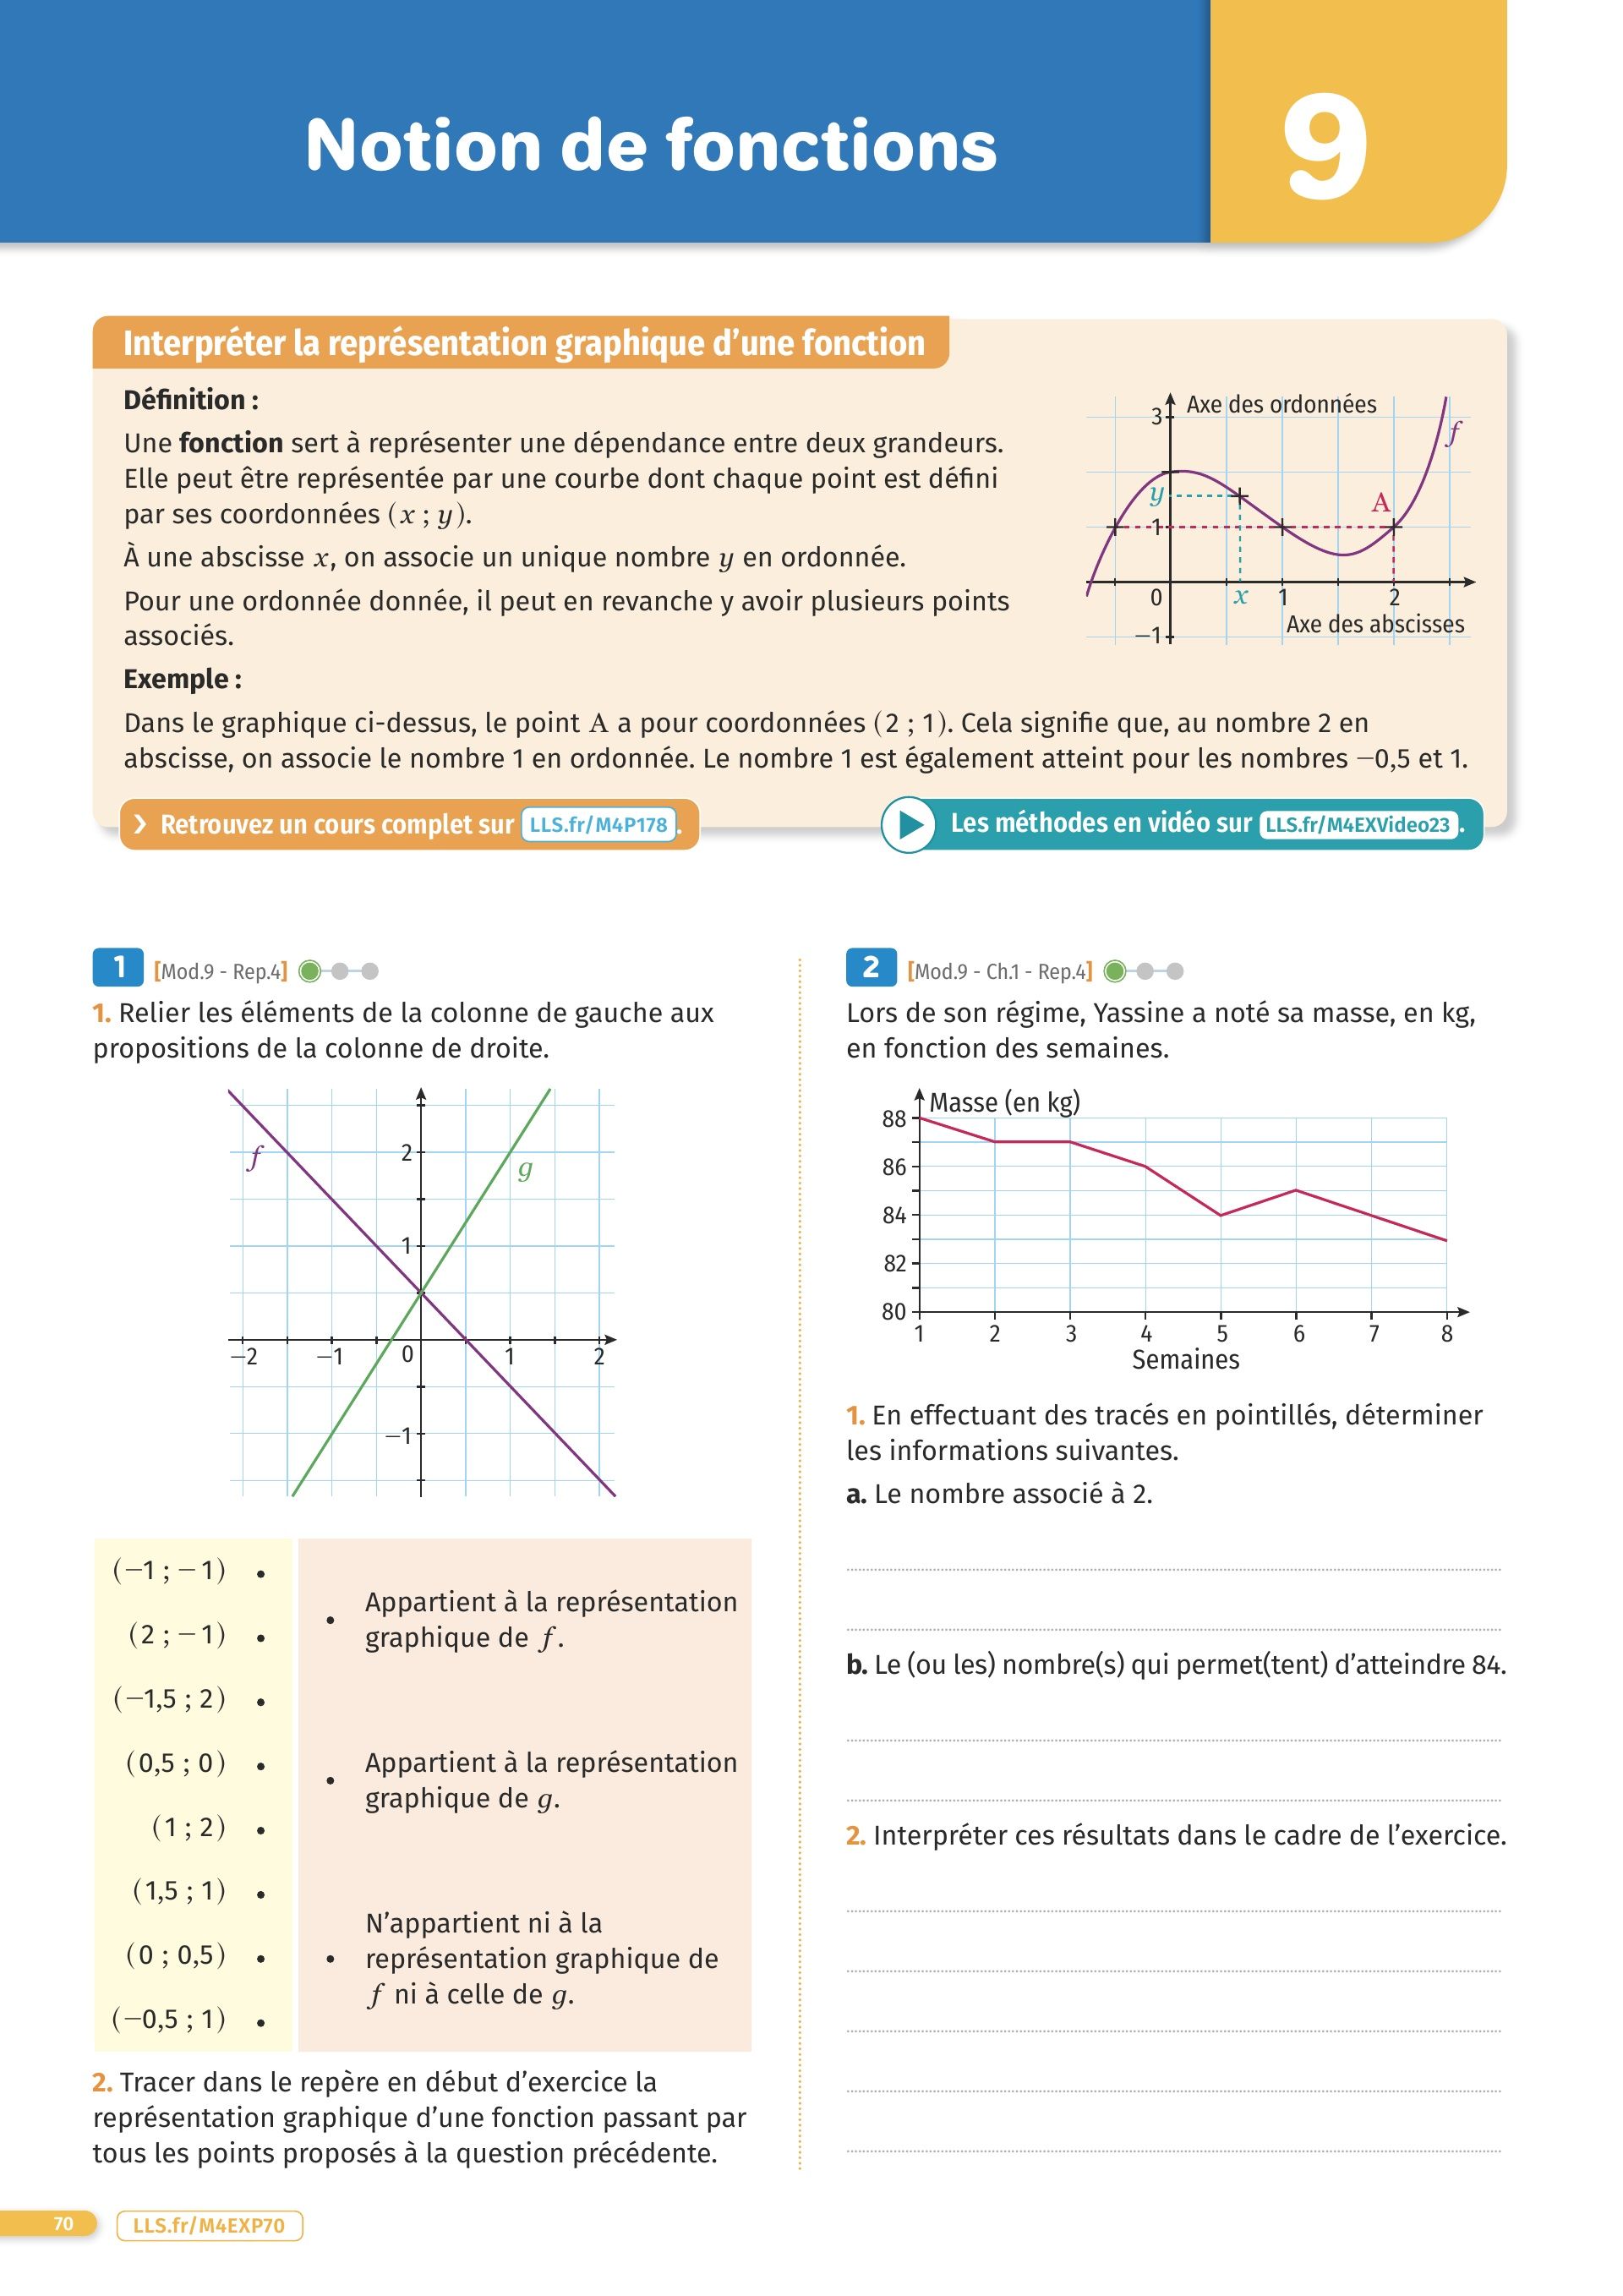 Notion de fonctions
9
Interpréter la représentation graphique d’une fonction
Définition :
Une fonction sert à représenter une dépendance entre deux grandeurs.
Elle peut être représentée par une courbe dont chaque point est défini
par ses coordonnées (x ; y).
À une abscisse x, on associe un unique nombre y en ordonnée.
Pour une ordonnée donnée, il peut en revanche y avoir plusieurs points
associés.
3
Axe des ordonnées
f
y
A
1
0
x
1
2
Axe des abscisses
−1
Exemple :
Dans le graphique ci-dessus, le point A a pour coordonnées (2 ; 1). Cela signifie que, au nombre 2 en
abscisse, on associe le nombre 1 en ordonnée. Le nombre 1 est également atteint pour les nombres −0,5 et 1.
❯ Retrouvez un cours complet sur LLS.fr/M4P178.
Les méthodes en vidéo sur LLS.fr/M4EXVideo23.
1 [Mod.9 - Rep.4]
1. Relier les éléments de la colonne de gauche aux
propositions de la colonne de droite.
f
2
g
1
−2
−1
0
1
2
−1
(−1 ; −1) •
(2 ; −1) •
(−1,5 ; 2) •
(0,5 ; 0) •
(1 ; 2) •
(1,5 ; 1) •
(0 ; 0,5) •
(−0,5 ; 1) •
• Appartient à la représentation
graphique de f.
• Appartient à la représentation
graphique de g.
N’appartient ni à la
• représentation graphique de
f ni à celle de g.
2. Tracer dans le repère en début d’exercice la
représentation graphique d’une fonction passant par
tous les points proposés à la question précédente.
2 [Mod.9 - Ch.1 - Rep.4]
Lors de son régime, Yassine a noté sa masse, en kg,
en fonction des semaines.
Masse (en kg)
88
86
84
82
80
1 2 3 4 5 6 7 8
Semaines
1. En effectuant des tracés en pointillés, déterminer
les informations suivantes.
a. Le nombre associé à 2.
b. Le (ou les) nombre(s) qui permet(tent) d’atteindre 84.
2. Interpréter ces résultats dans le cadre de l’exercice.
70
LLS.fr/M4EXP70